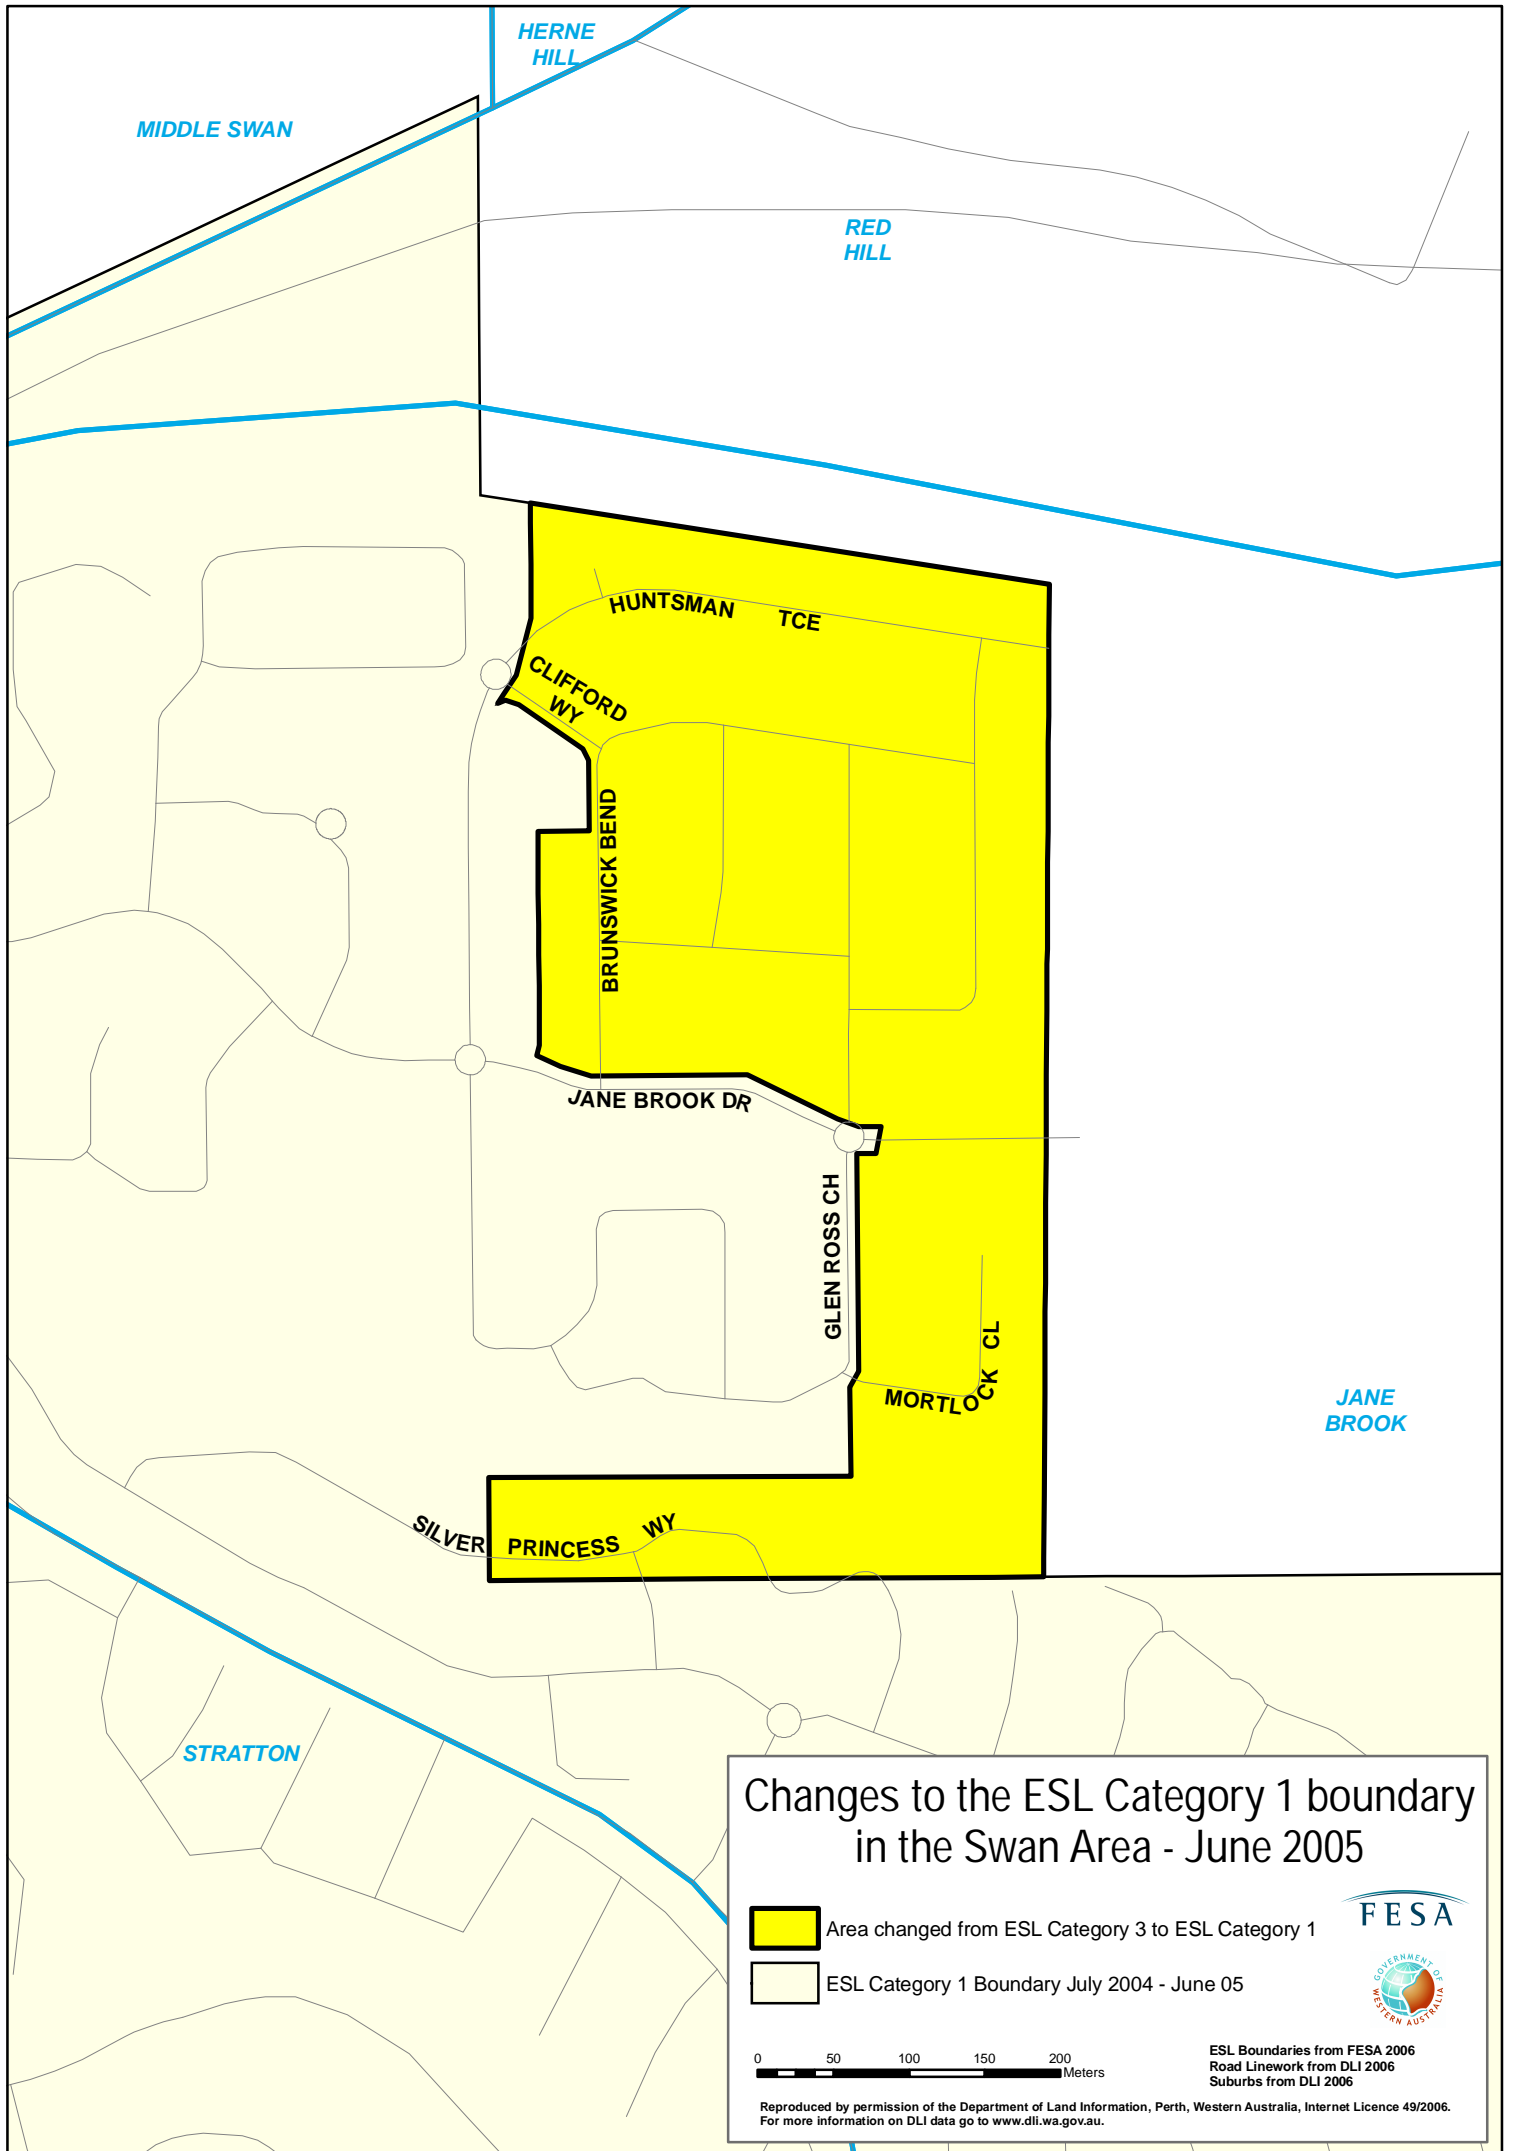 HERNE
HILL
MIDDLE SWAN
RED
HILL
HUNTSMAN TCE
CLIFFORD
WY
BRUNSWICK BEND
JANE BROOK DR
GLEN ROSS CH
MORTLOCK CL
JANE
BROOK
SILVER PRINCESS WY
STRATTON
Changes to the ESL Category 1 boundary
in the Swan Area - June 2005
Area changed from ESL Category 3 to ESL Category 1
FESA
ESL Category 1 Boundary July 2004 - June 05
GOVERNMENT OF
WESTERN AUSTRALIA
0 50 100 150 200
Meters
ESL Boundaries from FESA 2006
Road Linework from DLI 2006
Suburbs from DLI 2006
Reproduced by permission of the Department of Land Information, Perth, Western Australia, Internet Licence 49/2006.
For more information on DLI data go to www.dli.wa.gov.au.